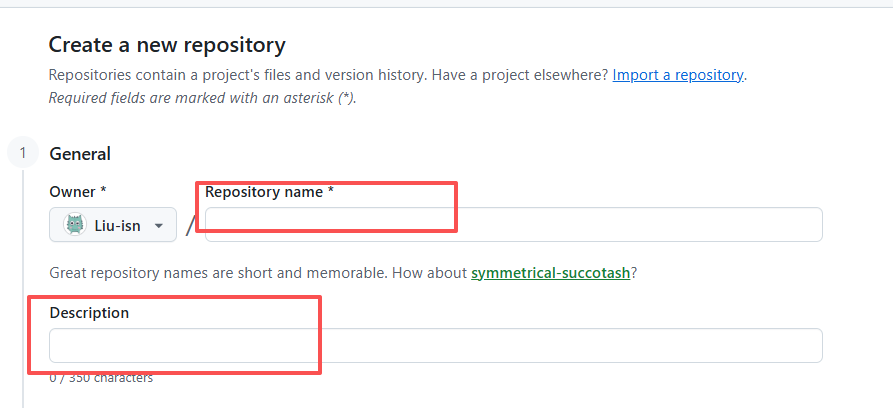 Create a new repository
Repositories contain a project's files and version history. Have a project elsewhere? Import a repository.
Required fields are marked with an asterisk (*).
1 General
Owner * Repository name *
Liu-isn /
Great repository names are short and memorable. How about symmetrical-succotash?
Description
0 / 350 characters